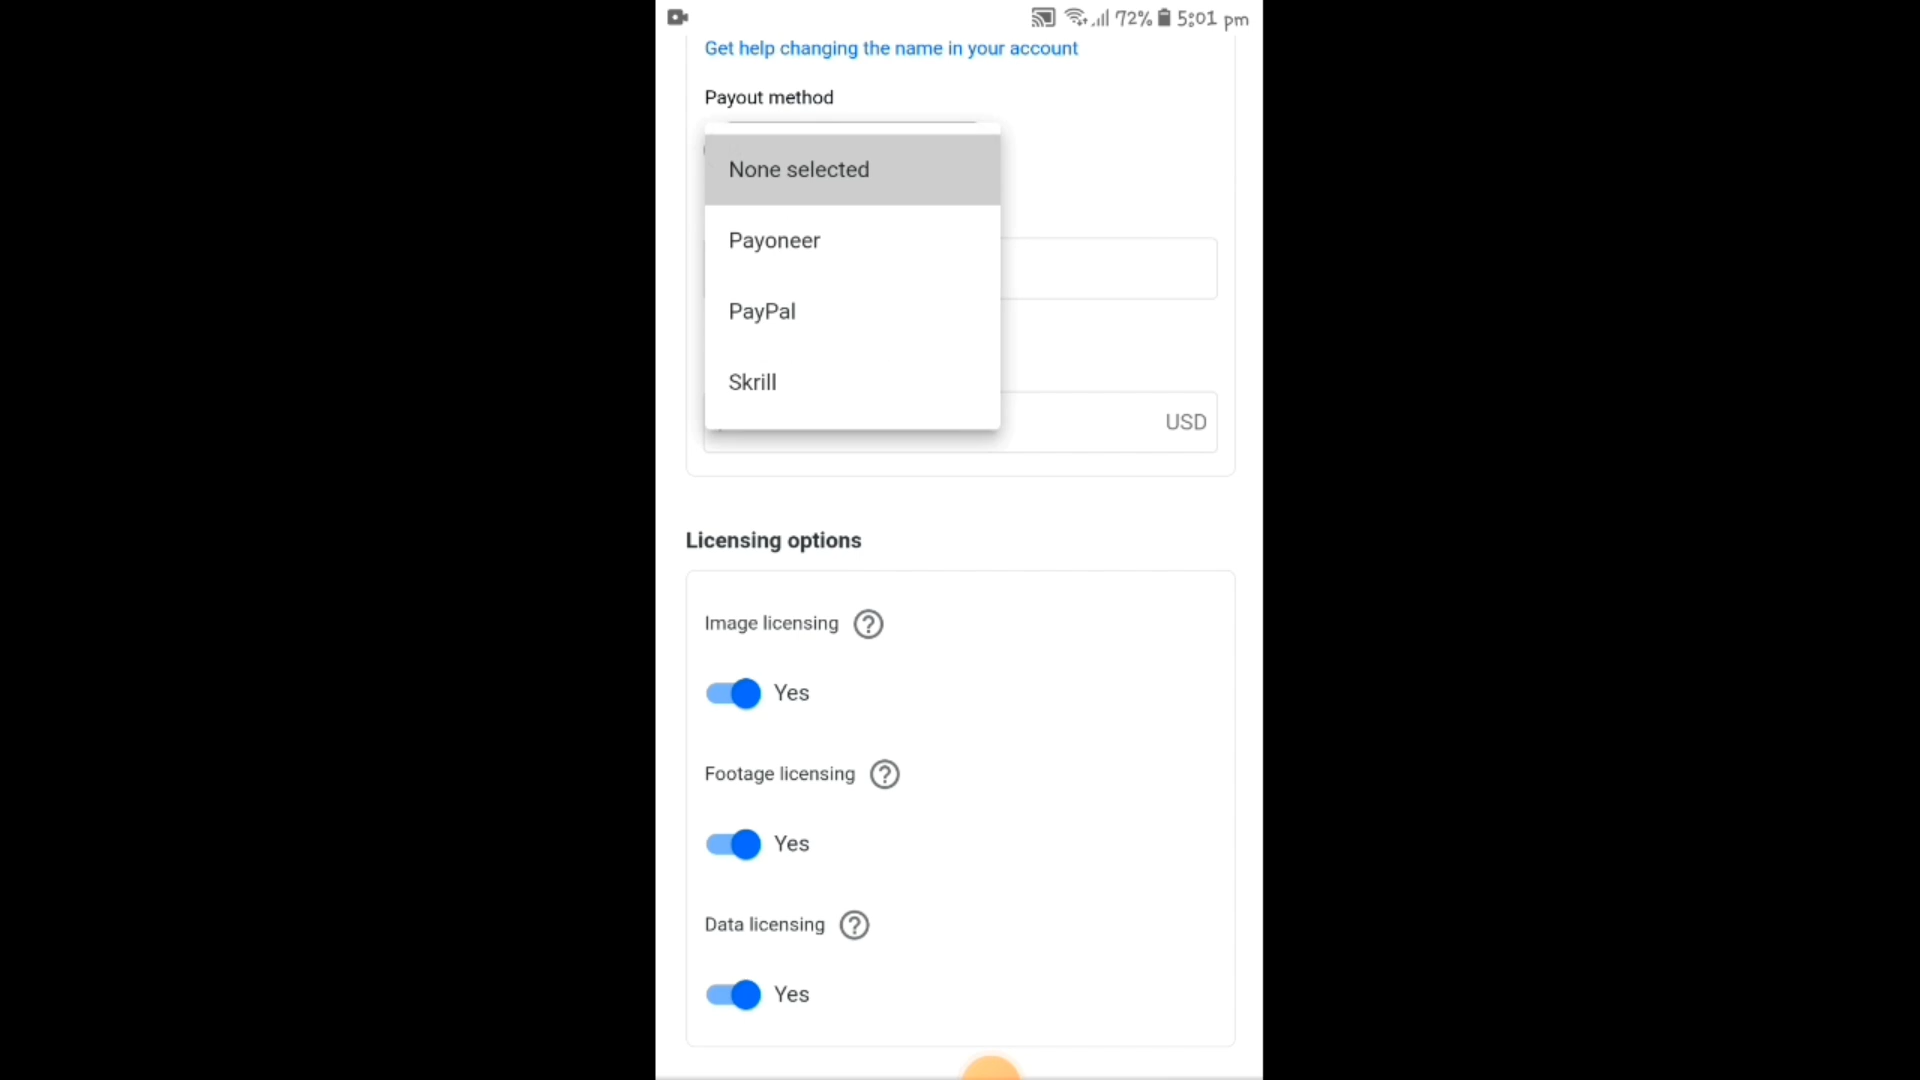 72% 5:01 pm
Get help changing the name in your account
Payout method
None selected
Payoneer
PayPal
Skrill
USD
Licensing options
Image licensing ?
Yes
Footage licensing ?
Yes
Data licensing ?
Yes